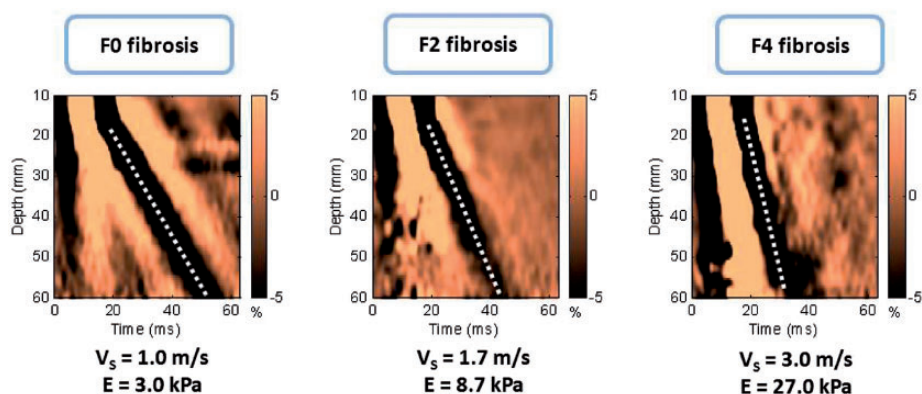 F0 fibrosis
F2 fibrosis
F4 fibrosis
10
20
30
40
50
60
Depth (mm)
0
20
40
60
Time (ms)
5
0
-5
%
10
20
30
40
50
60
Depth (mm)
0
20
40
60
Time (ms)
5
0
-5
%
10
20
30
40
50
60
Depth (mm)
0
20
40
60
Time (ms)
5
0
-5
%
VS = 1.0 m/s
E = 3.0 kPa
VS = 1.7 m/s
E = 8.7 kPa
VS = 3.0 m/s
E = 27.0 kPa